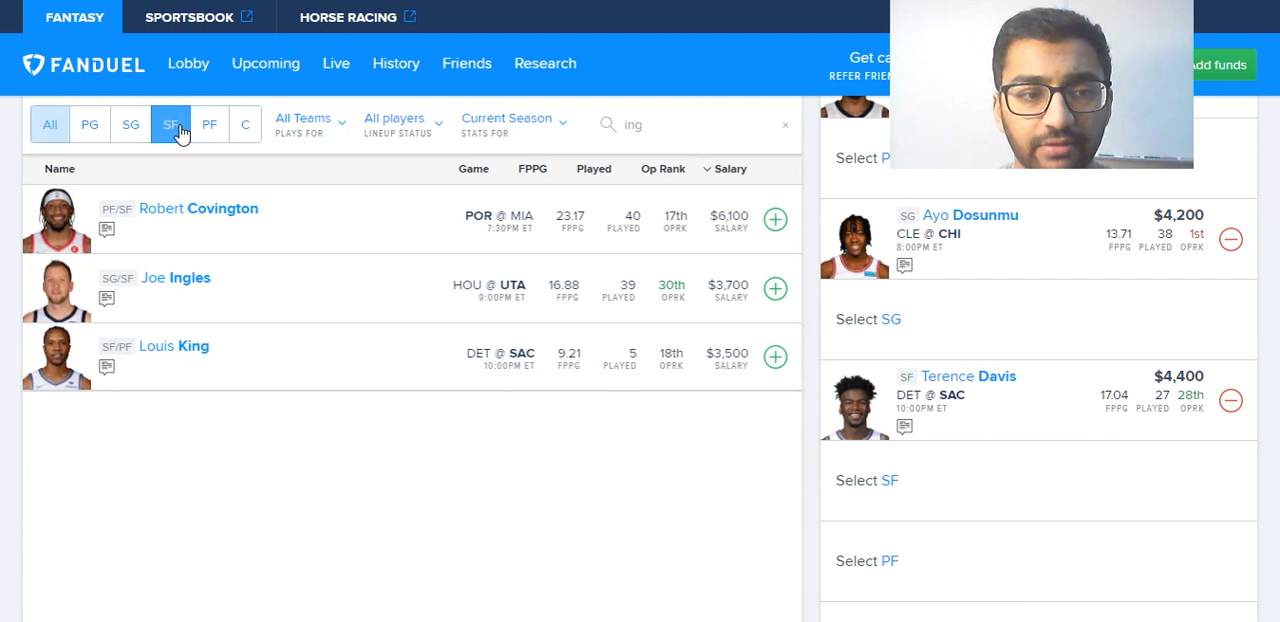 FANTASY SPORTSBOOK HORSE RACING
FANDUEL Lobby Upcoming Live History Friends Research
Get ca
REFER FRIEN
Add funds
All PG SG SF PF C All Teams All players Current Season ing ×
PLAYS FOR LINEUP STATUS STATS FOR
Name Game FPPG Played Op Rank Salary
PF/SF Robert Covington POR @ MIA 23.17 40 17th $6,100
7:30PM ET FPPG PLAYED OPRK SALARY
SG/SF Joe Ingles HOU @ UTA 16.88 39 30th $3,700
9:00PM ET FPPG PLAYED OPRK SALARY
SF/PF Louis King DET @ SAC 9.21 5 18th $3,500
10:00PM ET FPPG PLAYED OPRK SALARY
Select P
SG Ayo Dosunmu $4,200
CLE @ CHI 13.71 38 1st
8:00PM ET FPPG PLAYED OPRK
Select SG
SF Terence Davis $4,400
DET @ SAC 17.04 27 28th
10:00PM ET FPPG PLAYED OPRK
Select SF
Select PF